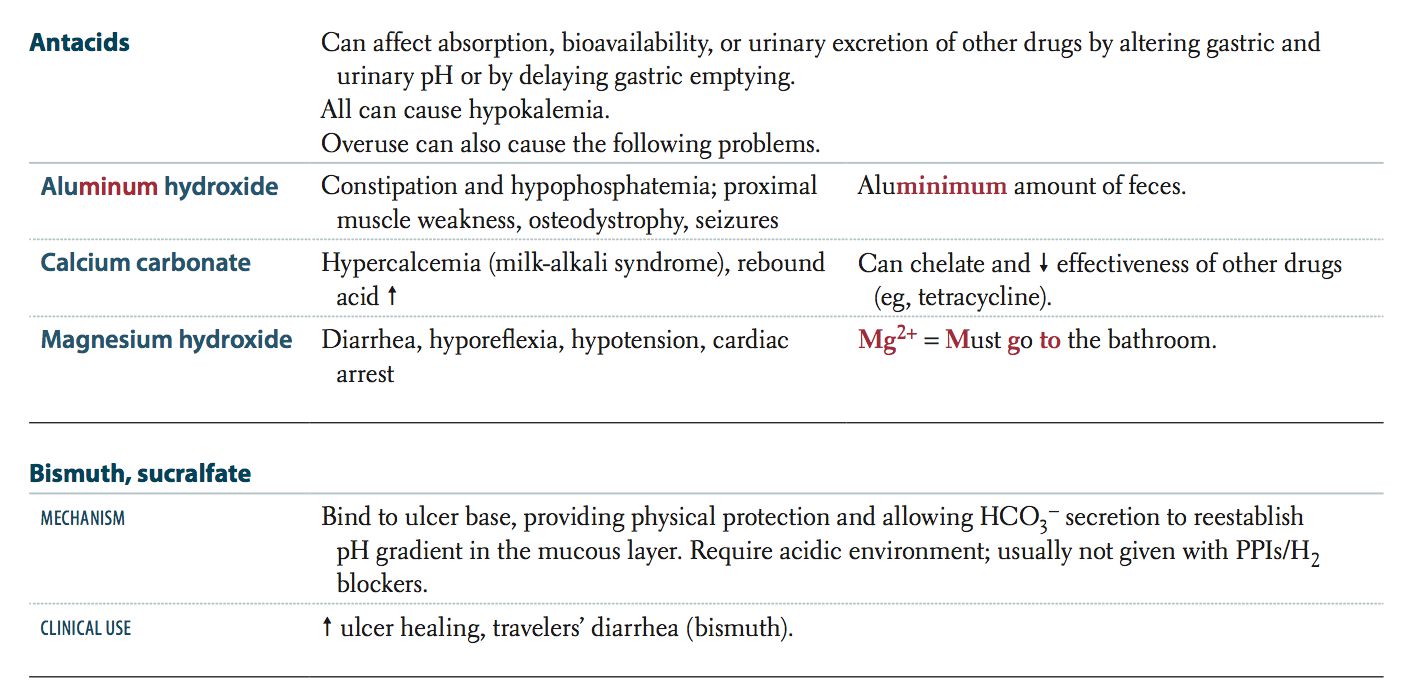 Antacids Can affect absorption, bioavailability, or urinary excretion of other drugs by altering gastric and
urinary pH or by delaying gastric emptying.
All can cause hypokalemia.
Overuse can also cause the following problems.
Aluminum hydroxide Constipation and hypophosphatemia; proximal Aluminimum amount of feces.
muscle weakness, osteodystrophy, seizures
Calcium carbonate Hypercalcemia (milk-alkali syndrome), rebound Can chelate and ↓ effectiveness of other drugs
acid ↑ (eg, tetracycline).
Magnesium hydroxide Diarrhea, hyporeflexia, hypotension, cardiac Mg²⁺ = Must go to the bathroom.
arrest
Bismuth, sucralfate
MECHANISM Bind to ulcer base, providing physical protection and allowing HCO₃⁻ secretion to reestablish
pH gradient in the mucous layer. Require acidic environment; usually not given with PPIs/H₂
blockers.
CLINICAL USE ↑ ulcer healing, travelers’ diarrhea (bismuth).